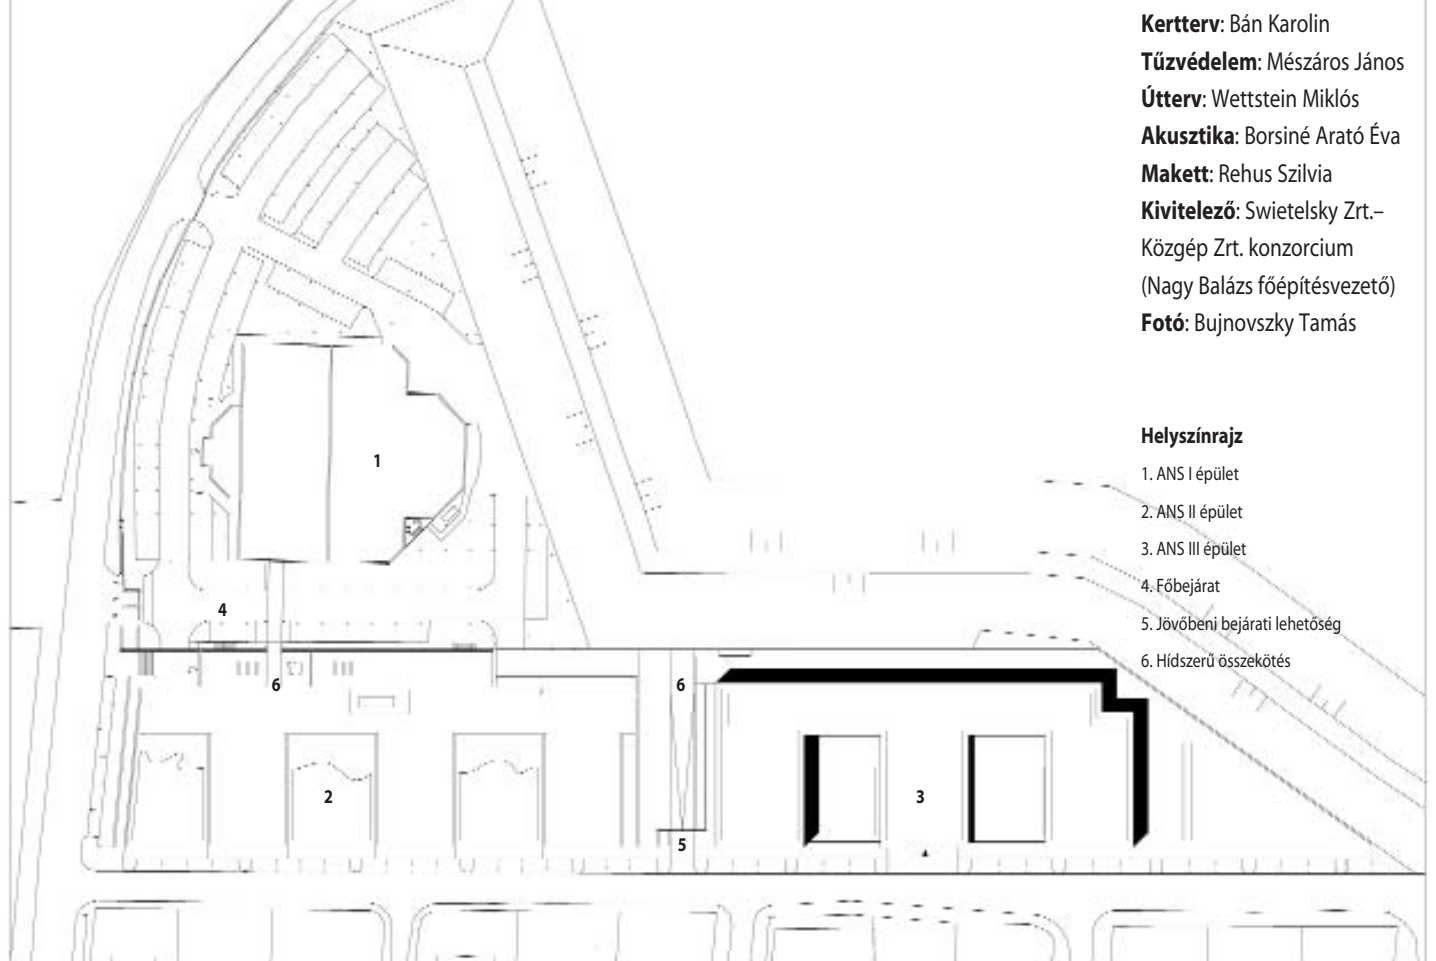 Kertterv: Bán Karolin
Tűzvédelem: Mészáros János
Útterv: Wettstein Miklós
Akusztika: Borsiné Arató Éva
Makett: Rehus Szilvia
Kivitelező: Swietelsky Zrt.–
Közgép Zrt. konzorcium
(Nagy Balázs főépítésvezető)
Fotó: Bujnovszky Tamás
Helyszínrajz
1. ANS I épület
2. ANS II épület
3. ANS III épület
4. Főbejárat
5. Jövőbeni bejárati lehetőség
6. Hídszerű összekötés
1
4
6
6
2
3
5